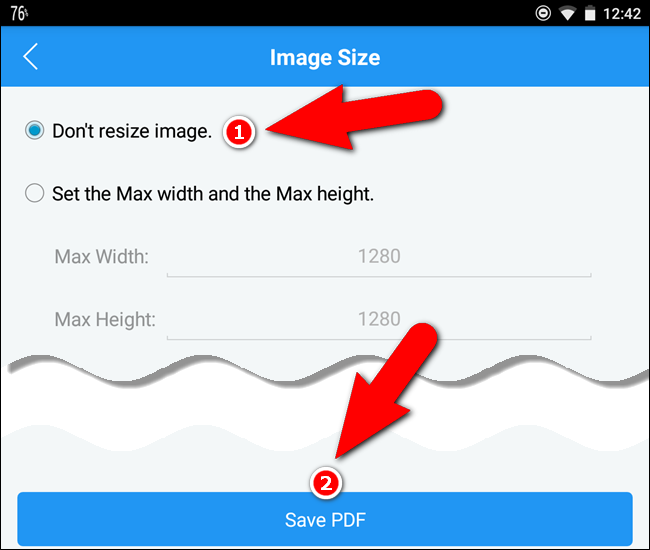 76% 12:42
Image Size
Don't resize image. 1
Set the Max width and the Max height.
Max Width: 1280
Max Height: 1280
2
Save PDF